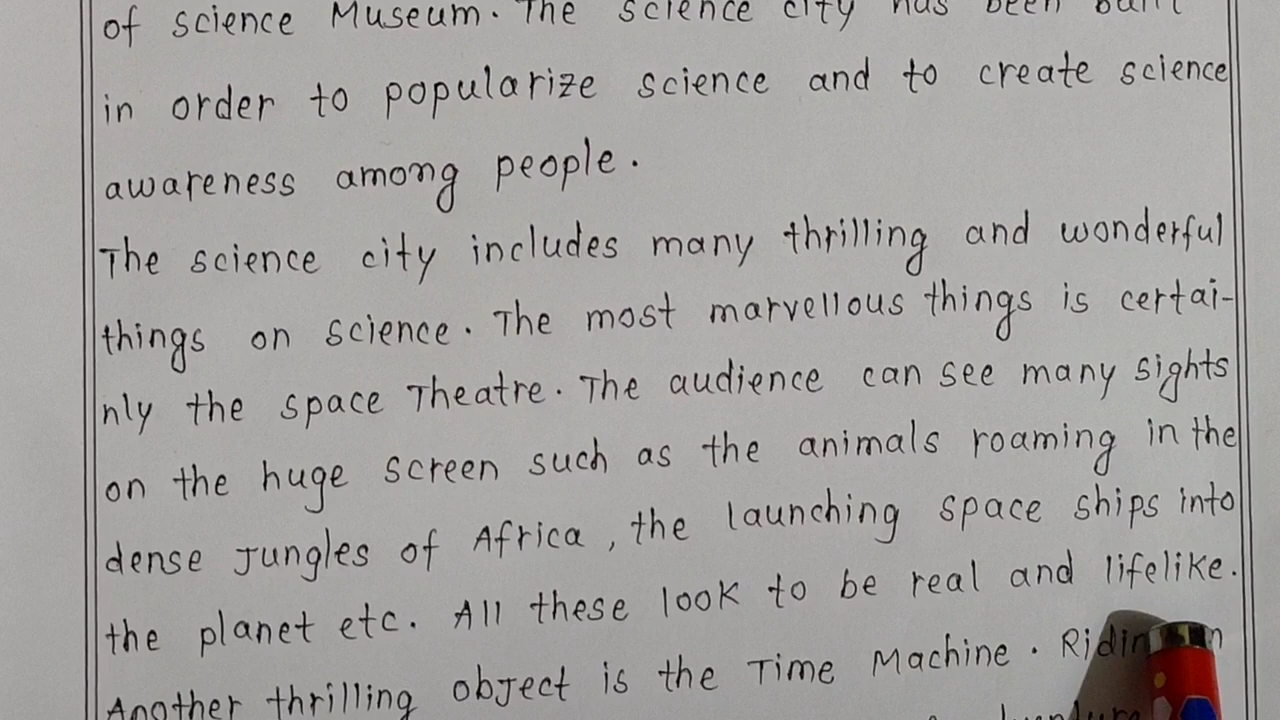 of science Museum. The science city has been built
in order to popularize science and to create science
awareness among people.
The science city includes many thrilling and wonderful
things on science. The most marvellous things is certai-
nly the space Theatre. The audience can see many sights
on the huge screen such as the animals roaming in the
dense Jungles of Africa, the launching space ships into
the planet etc. All these look to be real and lifelike.
Another thrilling object is the Time Machine.